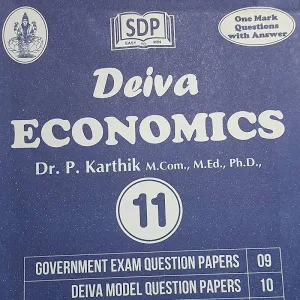 SDP
EASY TO WIN
One Mark
Questions
with Answer
Deiva
ECONOMICS
Dr. P. Karthik M.Com., M.Ed., Ph.D.,
11
GOVERNMENT EXAM QUESTION PAPERS 09
DEIVA MODEL QUESTION PAPERS 10